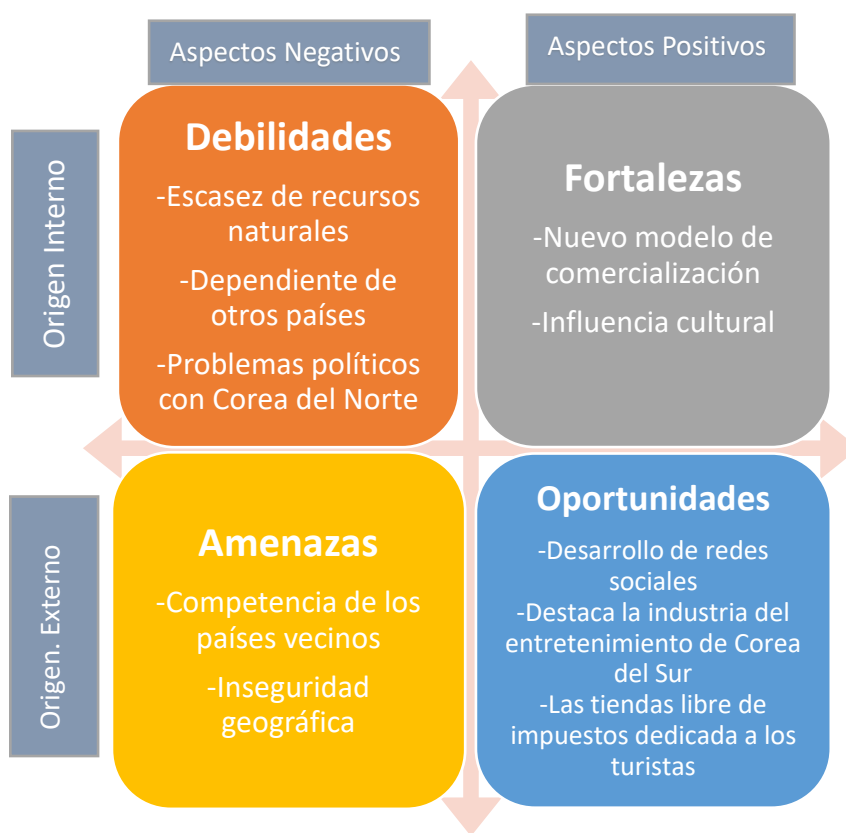 Aspectos Negativos
Aspectos Positivos
Origen Interno
Debilidades
-Escasez de recursos
naturales
-Dependiente de
otros países
-Problemas políticos
con Corea del Norte
Fortalezas
-Nuevo modelo de
comercialización
-Influencia cultural
Origen. Externo
Amenazas
-Competencia de los
países vecinos
-Inseguridad
geográfica
Oportunidades
-Desarrollo de redes
sociales
-Destaca la industria del
entretenimiento de Corea
del Sur
-Las tiendas libre de
impuestos dedicada a los
turistas